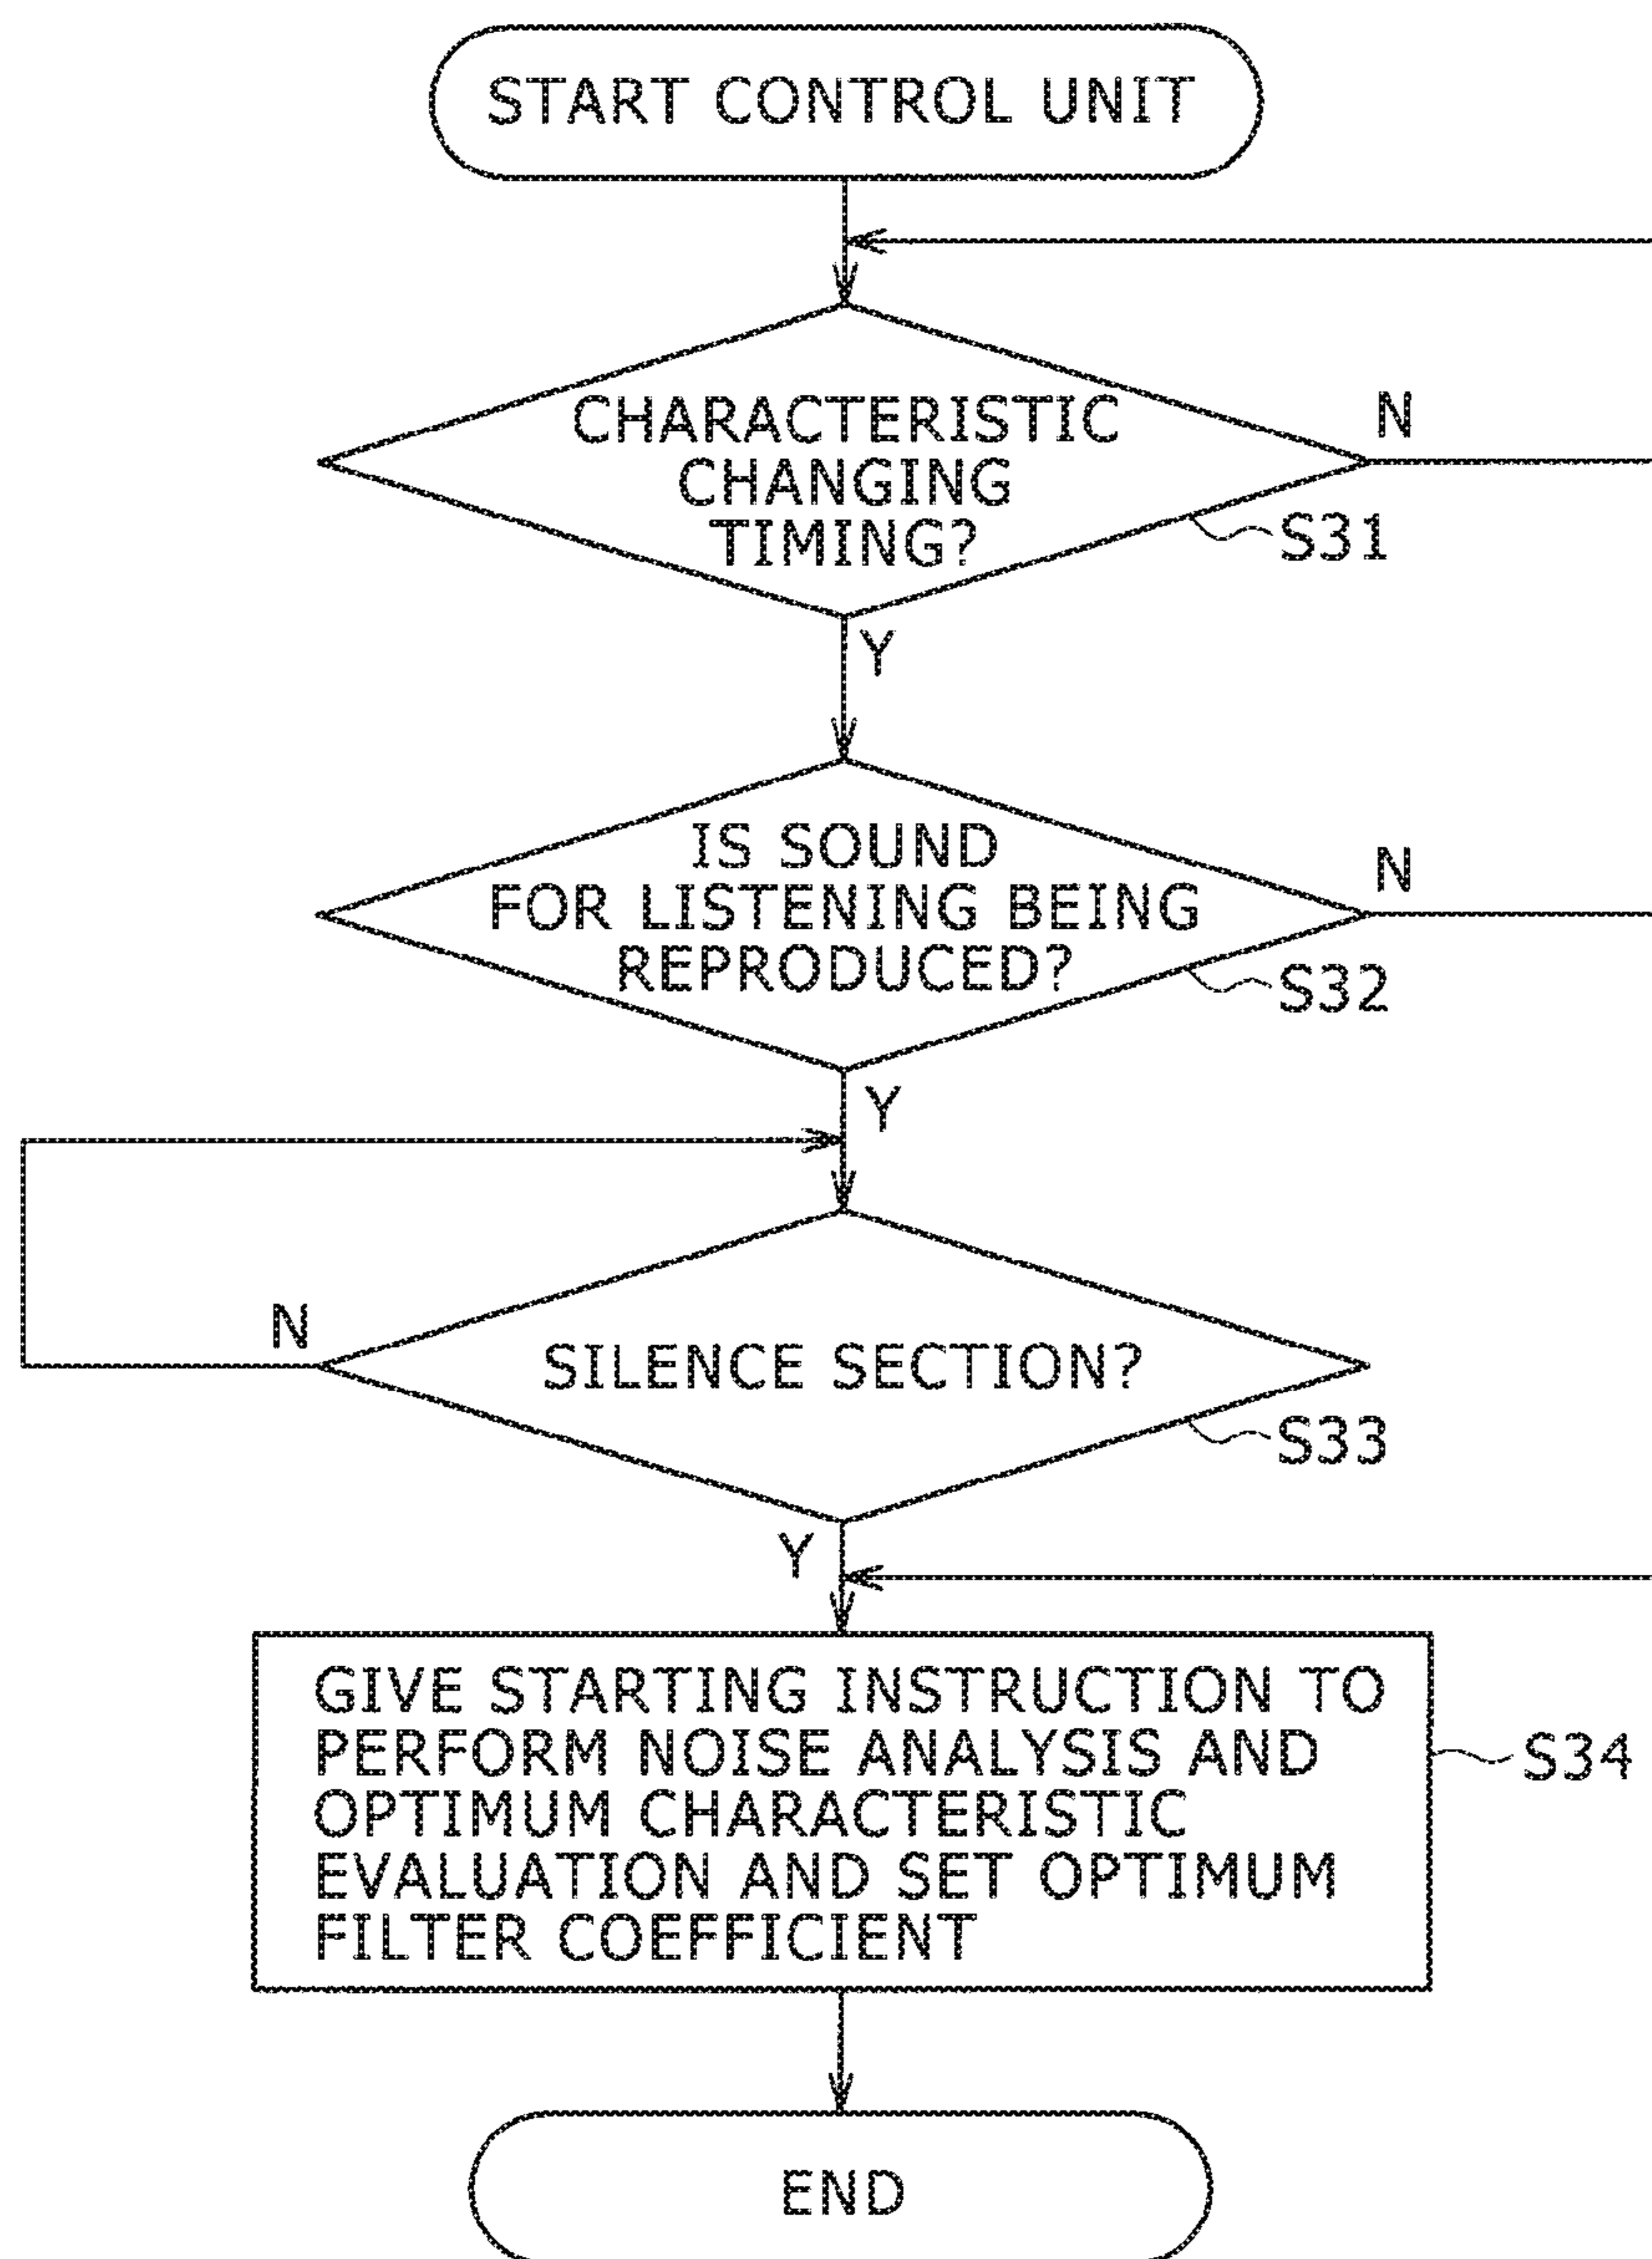 START CONTROL UNIT
CHARACTERISTIC
CHANGING
TIMING?
N
S31
Y
IS SOUND
FOR LISTENING BEING
REPRODUCED?
N
S32
Y
SILENCE SECTION?
N
S33
Y
GIVE STARTING INSTRUCTION TO
PERFORM NOISE ANALYSIS AND
OPTIMUM CHARACTERISTIC
EVALUATION AND SET OPTIMUM
FILTER COEFFICIENT
S34
END